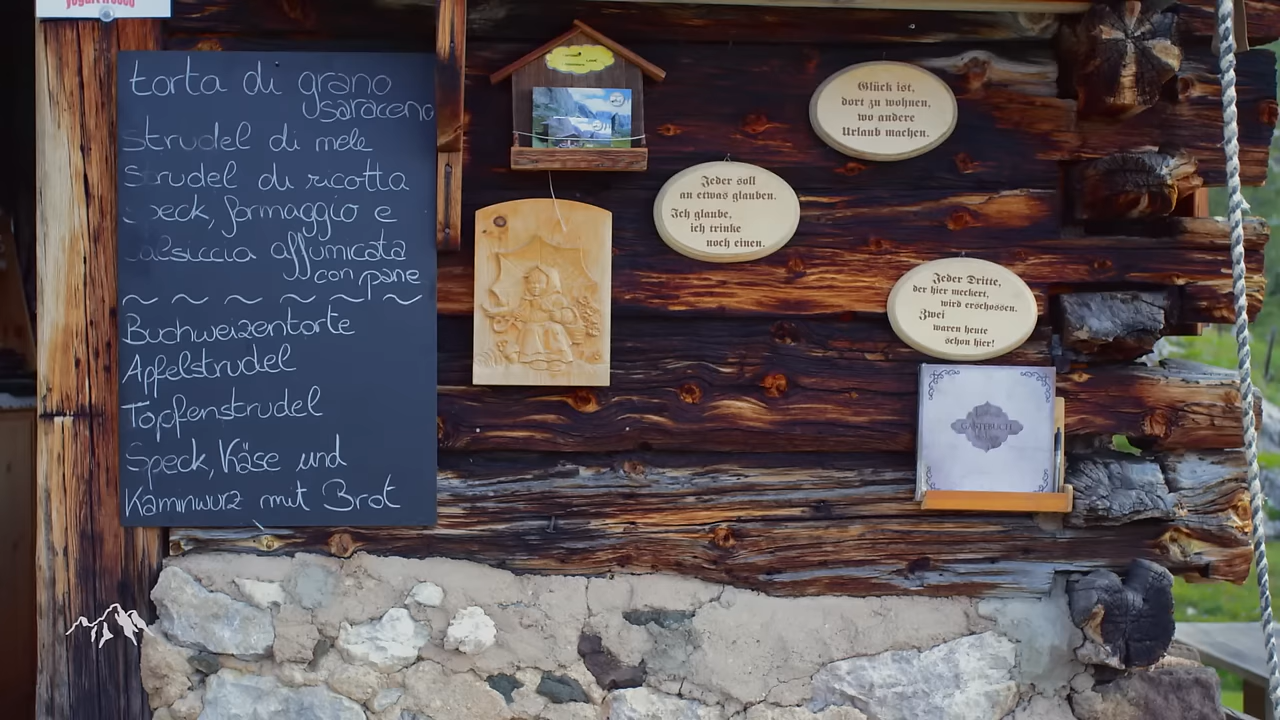 yogurt fresco
torta di grano
saraceno
strudel di mele
strudel di ricotta
speck, formaggio e
salsiccia affumicata
con pane
~ ~ ~ ~ ~ ~
Buchweizentorte
Apfelstrudel
Topfenstrudel
Speck, Käse und
Kaminwurz mit Brot
Glück ist,
dort zu wohnen,
wo andere
Urlaub machen.
Jeder soll
an etwas glauben.
Ich glaube,
ich trinke
noch einen.
Jeder Dritte,
der hier meckert,
wird erschossen.
Zwei
waren heute
schon hier!
GÄSTEBUCH